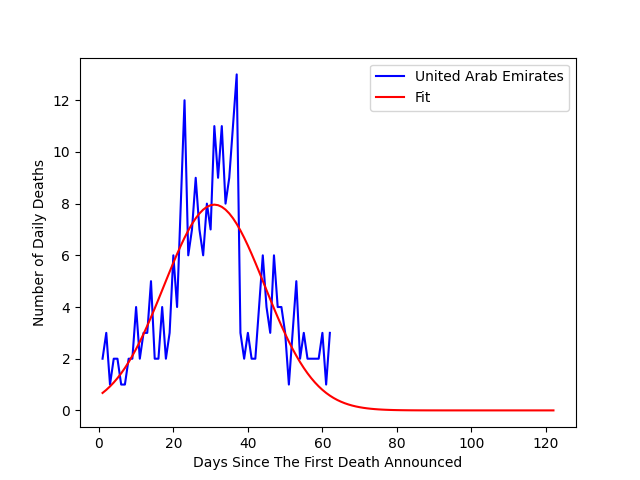 United Arab Emirates
Fit
Number of Daily Deaths
12
10
8
6
4
2
0
0 20 40 60 80 100 120
Days Since The First Death Announced